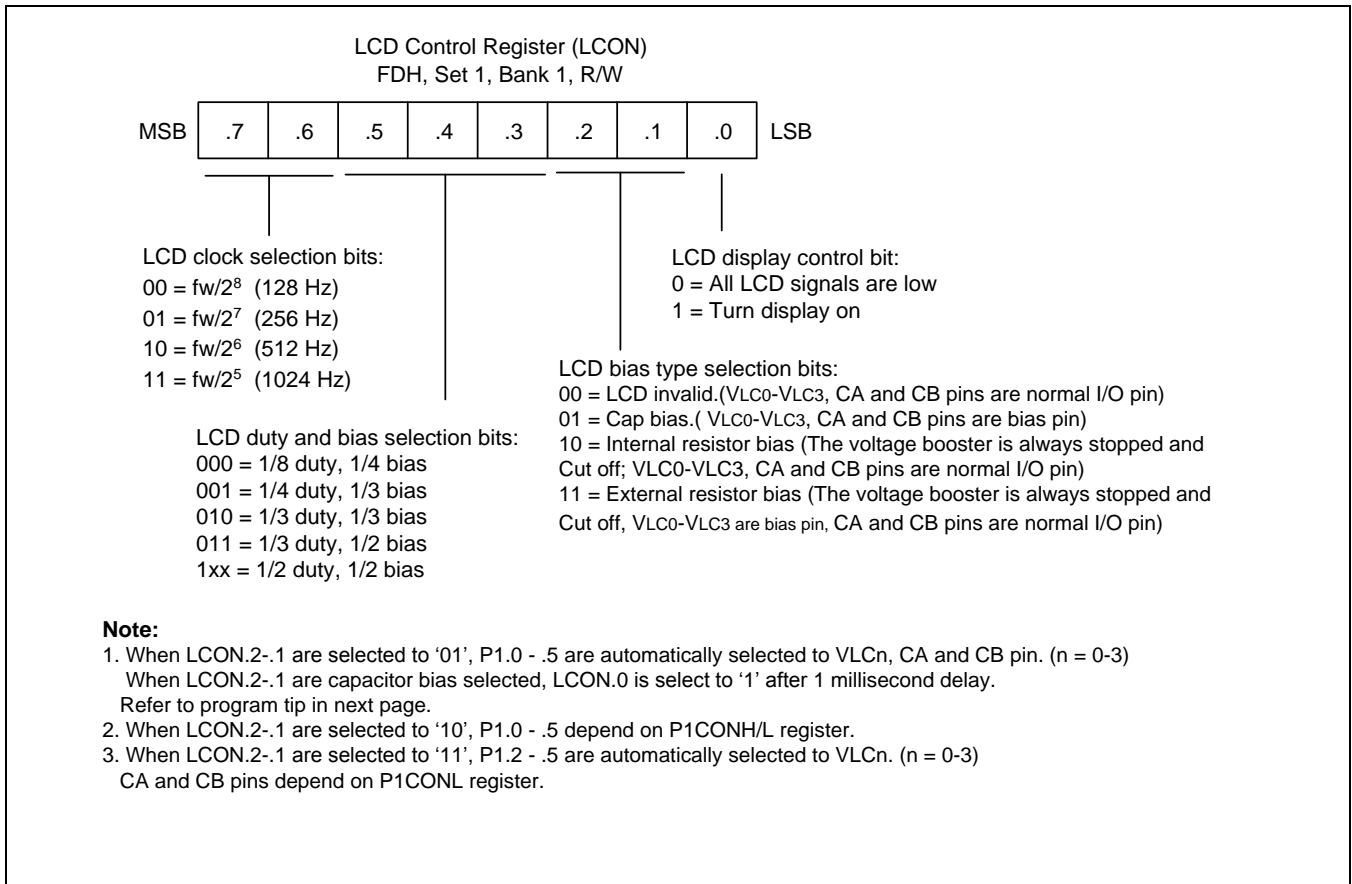 LCD Control Register (LCON)
FDH, Set 1, Bank 1, R/W
MSB .7 .6 .5 .4 .3 .2 .1 .0 LSB
LCD clock selection bits:
00 = fw/2⁸ (128 Hz)
01 = fw/2⁷ (256 Hz)
10 = fw/2⁶ (512 Hz)
11 = fw/2⁵ (1024 Hz)
LCD duty and bias selection bits:
000 = 1/8 duty, 1/4 bias
001 = 1/4 duty, 1/3 bias
010 = 1/3 duty, 1/3 bias
011 = 1/3 duty, 1/2 bias
1xx = 1/2 duty, 1/2 bias
LCD display control bit:
0 = All LCD signals are low
1 = Turn display on
LCD bias type selection bits:
00 = LCD invalid.(VLC0-VLC3, CA and CB pins are normal I/O pin)
01 = Cap bias.( VLC0-VLC3, CA and CB pins are bias pin)
10 = Internal resistor bias (The voltage booster is always stopped and
Cut off; VLC0-VLC3, CA and CB pins are normal I/O pin)
11 = External resistor bias (The voltage booster is always stopped and
Cut off, VLC0-VLC3 are bias pin, CA and CB pins are normal I/O pin)
Note:
1. When LCON.2-.1 are selected to ‘01’, P1.0 - .5 are automatically selected to VLCn, CA and CB pin. (n = 0-3)
When LCON.2-.1 are capacitor bias selected, LCON.0 is select to ‘1’ after 1 millisecond delay.
Refer to program tip in next page.
2. When LCON.2-.1 are selected to ‘10’, P1.0 - .5 depend on P1CONH/L register.
3. When LCON.2-.1 are selected to ‘11’, P1.2 - .5 are automatically selected to VLCn. (n = 0-3)
CA and CB pins depend on P1CONL register.